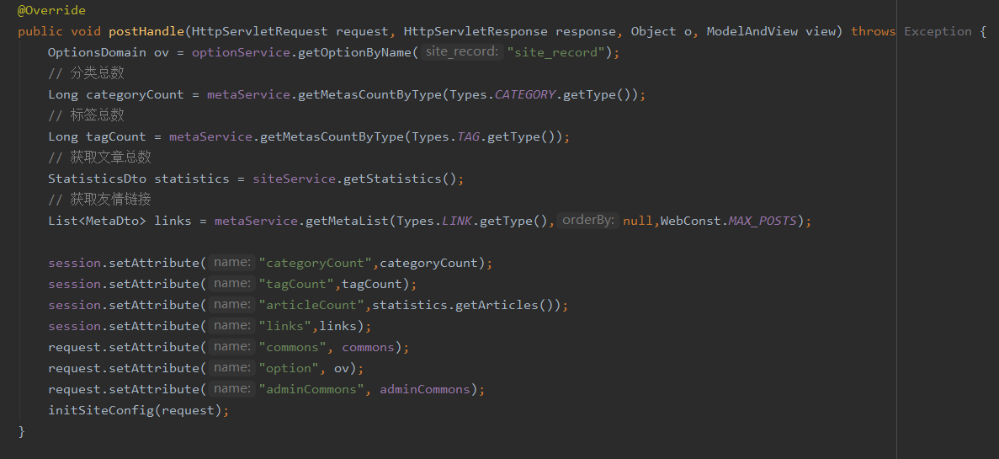 @Override
public void postHandle(HttpServletRequest request, HttpServletResponse response, Object o, ModelAndView view) throws Exception {
    OptionsDomain ov = optionService.getOptionByName( site_record: "site_record");
    // 分类总数
    Long categoryCount = metaService.getMetasCountByType(Types.CATEGORY.getType());
    // 标签总数
    Long tagCount = metaService.getMetasCountByType(Types.TAG.getType());
    // 获取文章总数
    StatisticsDto statistics = siteService.getStatistics();
    // 获取友情链接
    List<MetaDto> links = metaService.getMetaList(Types.LINK.getType(), orderBy: null,WebConst.MAX_POSTS);
    session.setAttribute( name: "categoryCount",categoryCount);
    session.setAttribute( name: "tagCount",tagCount);
    session.setAttribute( name: "articleCount",statistics.getArticles());
    session.setAttribute( name: "links",links);
    request.setAttribute( name: "commons", commons);
    request.setAttribute( name: "option", ov);
    request.setAttribute( name: "adminCommons", adminCommons);
    initSiteConfig(request);
}